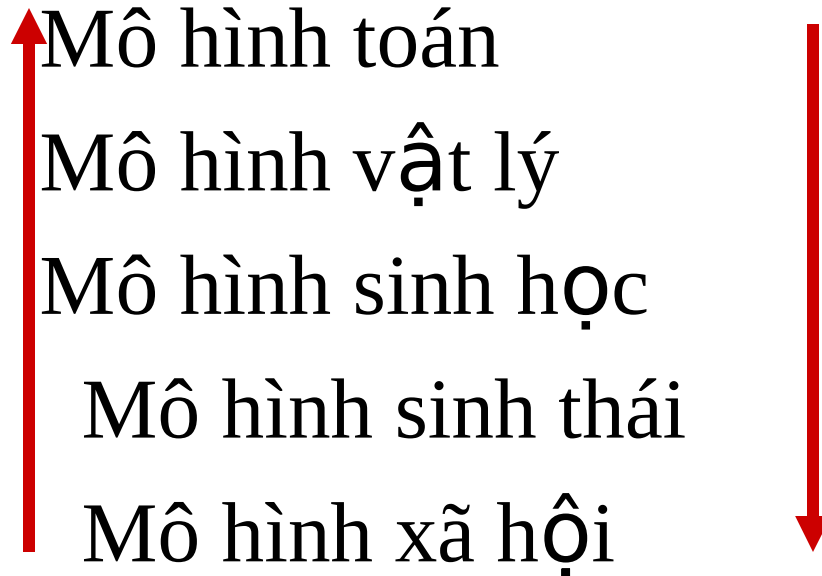 Mô hình toán
Mô hình vật lý
Mô hình sinh học
Mô hình sinh thái
Mô hình xã hội